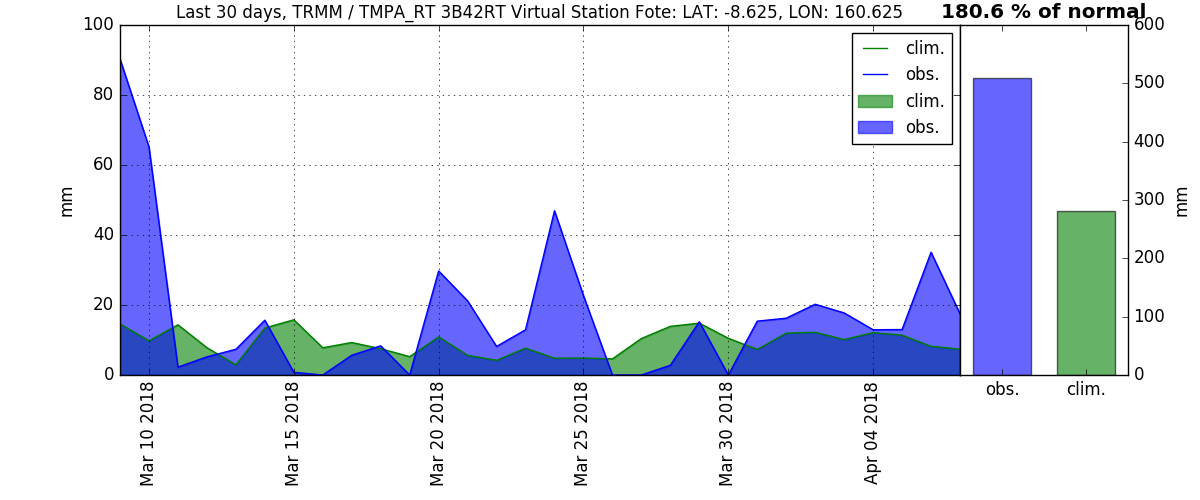 Last 30 days, TRMM / TMPA_RT 3B42RT Virtual Station Fote: LAT: -8.625, LON: 160.625
180.6 % of normal
100
80
60
40
20
0
mm
clim.
obs.
clim.
obs.
600
500
400
300
200
100
0
mm
obs.
clim.
Mar 10 2018
Mar 15 2018
Mar 20 2018
Mar 25 2018
Mar 30 2018
Apr 04 2018